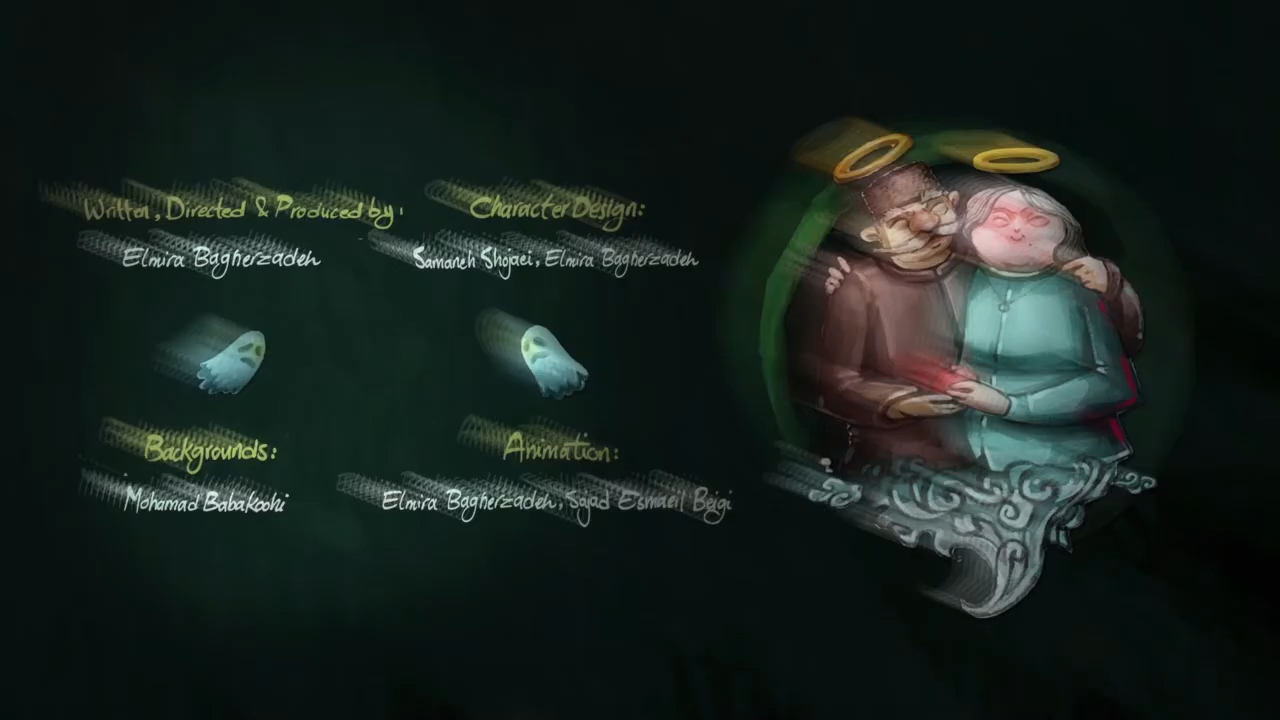 Written, Directed & Produced by:
Elmira Bagherzadeh
Character Design:
Samaneh Shojaei, Elmira Bagherzadeh
Backgrounds:
Mohamad Babakoohi
Animation:
Elmira Bagherzadeh, Sajad Esmaeil Beigi